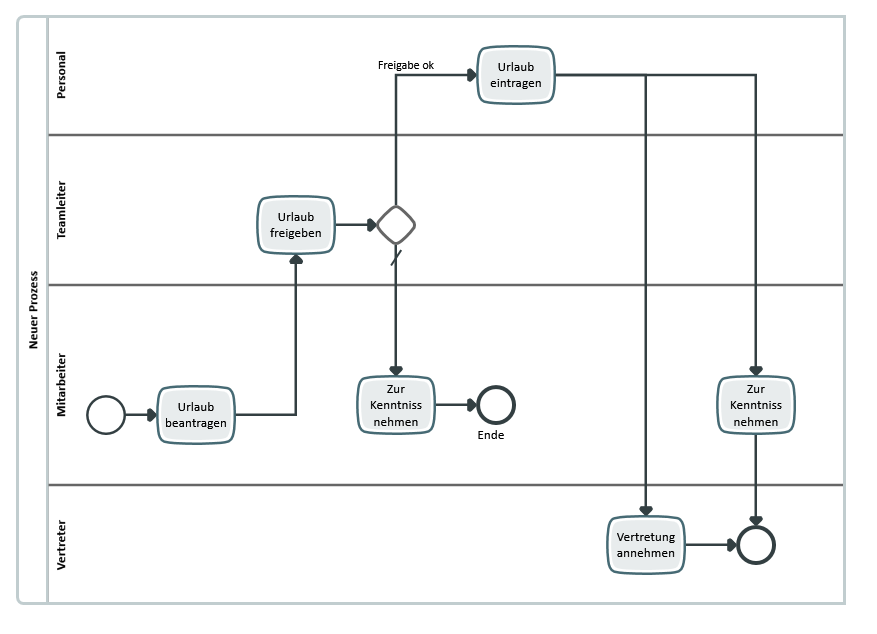 Neuer Prozess
Personal
Freigabe ok
Urlaub
eintragen
Teamleiter
Urlaub
freigeben
Mitarbeiter
Urlaub
beantragen
Zur
Kenntniss
nehmen
Ende
Zur
Kenntniss
nehmen
Vertreter
Vertretung
annehmen